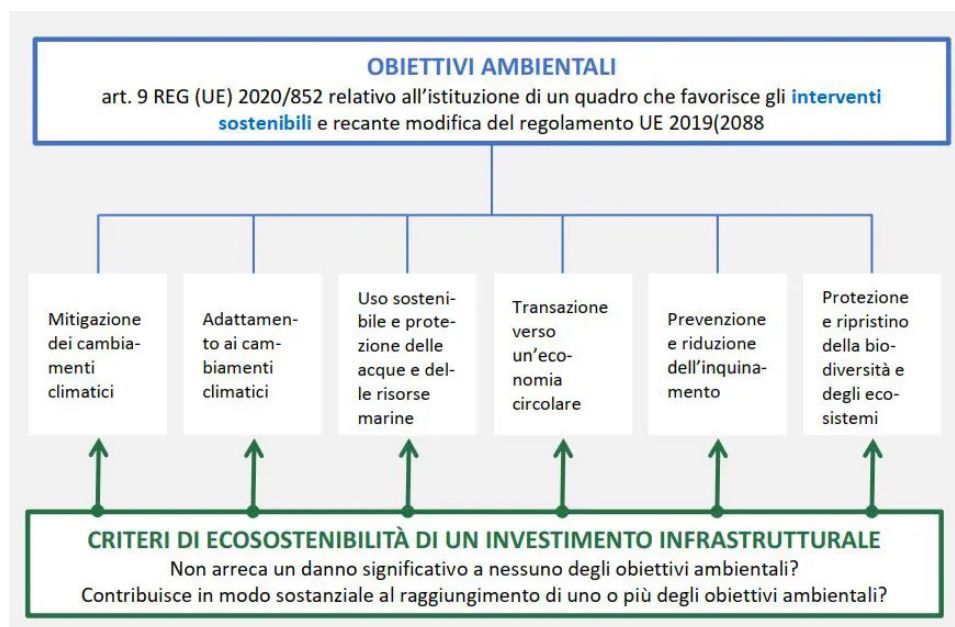 OBIETTIVI AMBIENTALI
art. 9 REG (UE) 2020/852 relativo all'istituzione di un quadro che favorisce gli interventi
sostenibili e recante modifica del regolamento UE 2019(2088
Mitigazione
dei cambia-
menti
climatici
Adattamen-
to ai cam-
biamenti
climatici
Uso sosteni-
bile e prote-
zione delle
acque e del-
le risorse
marine
Transazione
verso
un'eco-
nomia
circolare
Prevenzione
e riduzione
dell'inquina-
mento
Protezione
e ripristino
della bio-
diversità e
degli eco-
sistemi
CRITERI DI ECOSOSTENIBILITÀ DI UN INVESTIMENTO INFRASTRUTTURALE
Non arreca un danno significativo a nessuno degli obiettivi ambientali?
Contribuisce in modo sostanziale al raggiungimento di uno o più degli obiettivi ambientali?